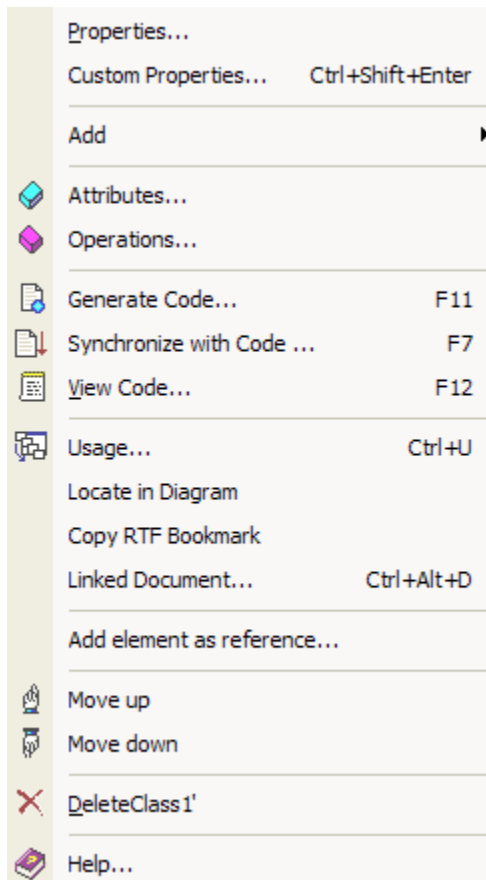 Properties...
Custom Properties... Ctrl+Shift+Enter
Add
Attributes...
Operations...
Generate Code... F11
Synchronize with Code ... F7
View Code... F12
Usage... Ctrl+U
Locate in Diagram
Copy RTF Bookmark
Linked Document... Ctrl+Alt+D
Add element as reference...
Move up
Move down
DeleteClass1'
Help...